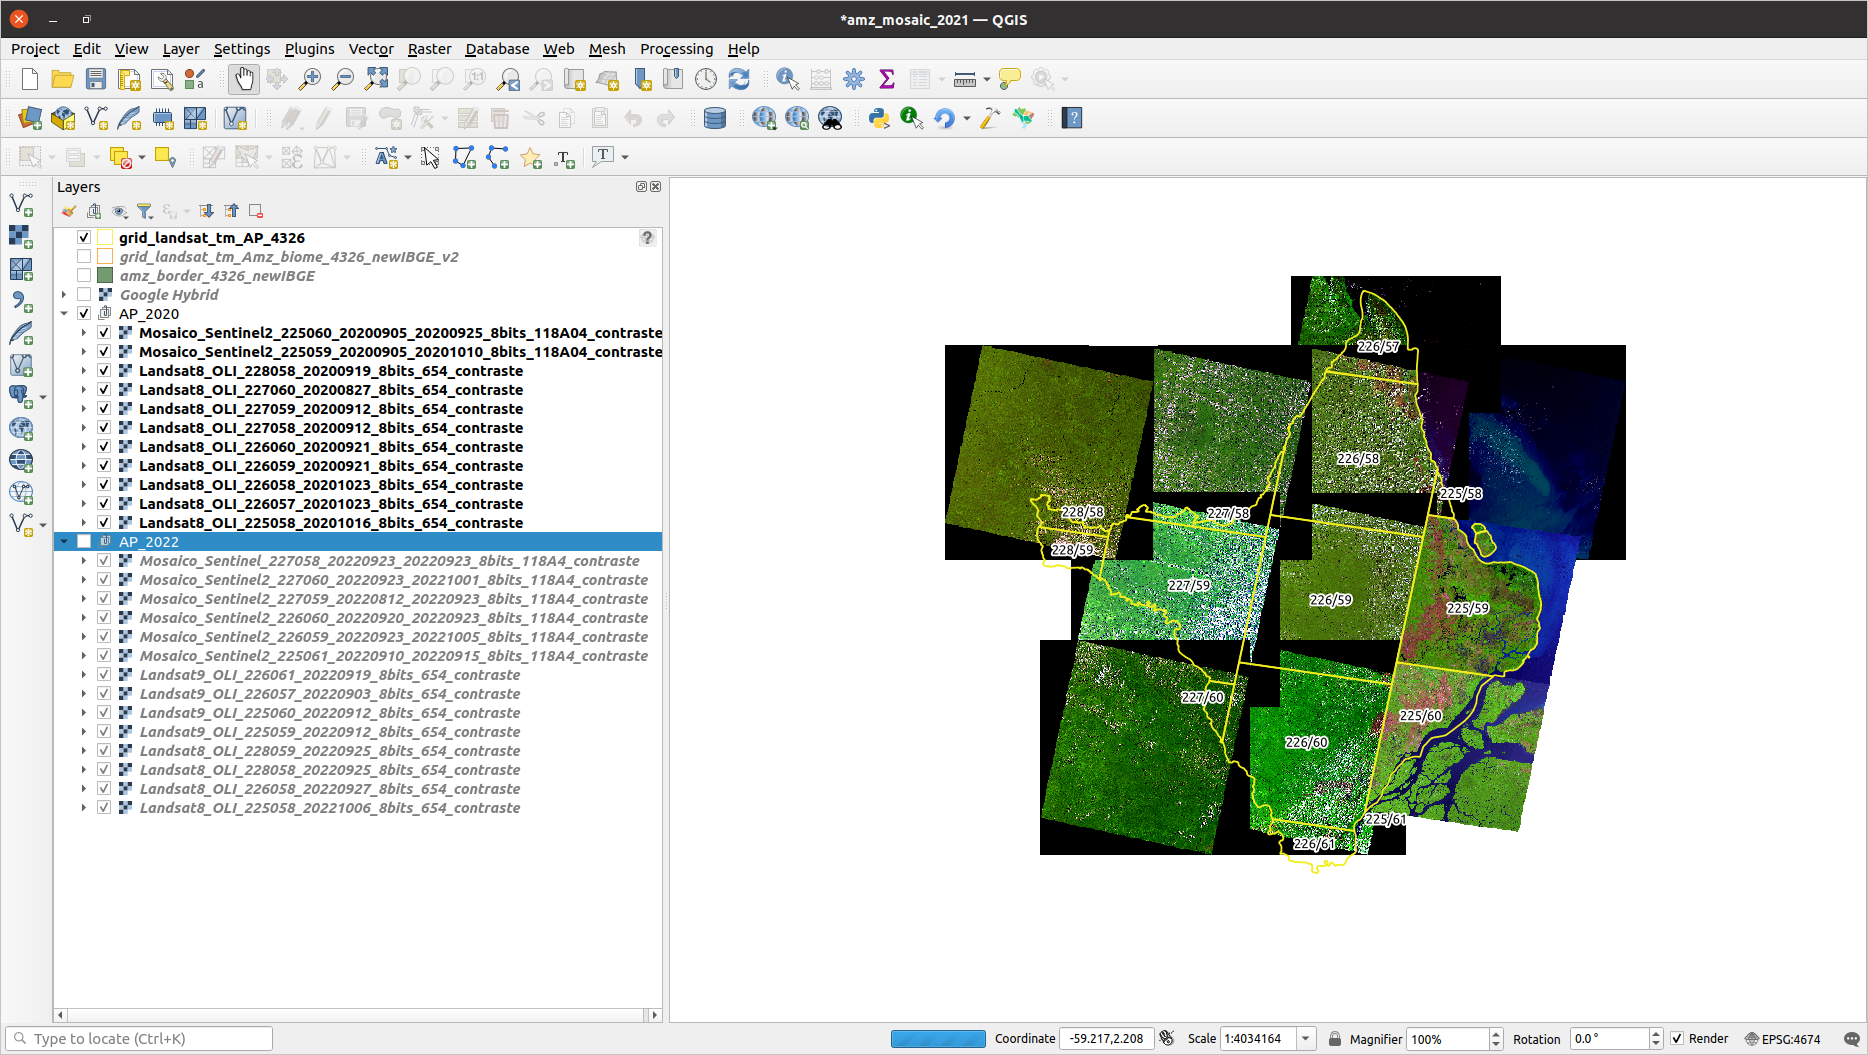 *amz_mosaic_2021 — QGIS
Project Edit View Layer Settings Plugins Vector Raster Database Web Mesh Processing Help
Layers
grid_landsat_tm_AP_4326
grid_landsat_tm_Amz_biome_4326_newIBGE_v2
amz_border_4326_newIBGE
Google Hybrid
AP_2020
Mosaico_Sentinel2_225060_20200905_20200925_8bits_118A04_contraste
Mosaico_Sentinel2_225059_20200905_20201010_8bits_118A04_contraste
Landsat8_OLI_228058_20200919_8bits_654_contraste
Landsat8_OLI_227060_20200827_8bits_654_contraste
Landsat8_OLI_227059_20200912_8bits_654_contraste
Landsat8_OLI_227058_20200912_8bits_654_contraste
Landsat8_OLI_226060_20200921_8bits_654_contraste
Landsat8_OLI_226059_20200921_8bits_654_contraste
Landsat8_OLI_226058_20201023_8bits_654_contraste
Landsat8_OLI_226057_20201023_8bits_654_contraste
Landsat8_OLI_225058_20201016_8bits_654_contraste
AP_2022
Mosaico_Sentinel_227058_20220923_20220923_8bits_118A4_contraste
Mosaico_Sentinel2_227060_20220923_20221001_8bits_118A4_contraste
Mosaico_Sentinel2_227059_20220812_20220923_8bits_118A4_contraste
Mosaico_Sentinel2_226060_20220920_20220923_8bits_118A4_contraste
Mosaico_Sentinel2_226059_20220923_20221005_8bits_118A4_contraste
Mosaico_Sentinel2_225061_20220910_20220915_8bits_118A4_contraste
Landsat9_OLI_226061_20220919_8bits_654_contraste
Landsat9_OLI_226057_20220903_8bits_654_contraste
Landsat9_OLI_225060_20220912_8bits_654_contraste
Landsat9_OLI_225059_20220912_8bits_654_contraste
Landsat8_OLI_228059_20220925_8bits_654_contraste
Landsat8_OLI_228058_20220925_8bits_654_contraste
Landsat8_OLI_226058_20220927_8bits_654_contraste
Landsat8_OLI_225058_20221006_8bits_654_contraste
226/57
226/58
225/58
228/58
227/58
228/59
227/59
226/59
225/59
227/60
225/60
226/60
225/61
226/61
Type to locate (Ctrl+K)
Coordinate -59.217,2.208 Scale 1:4034164 Magnifier 100% Rotation 0.0 ° Render EPSG:4674